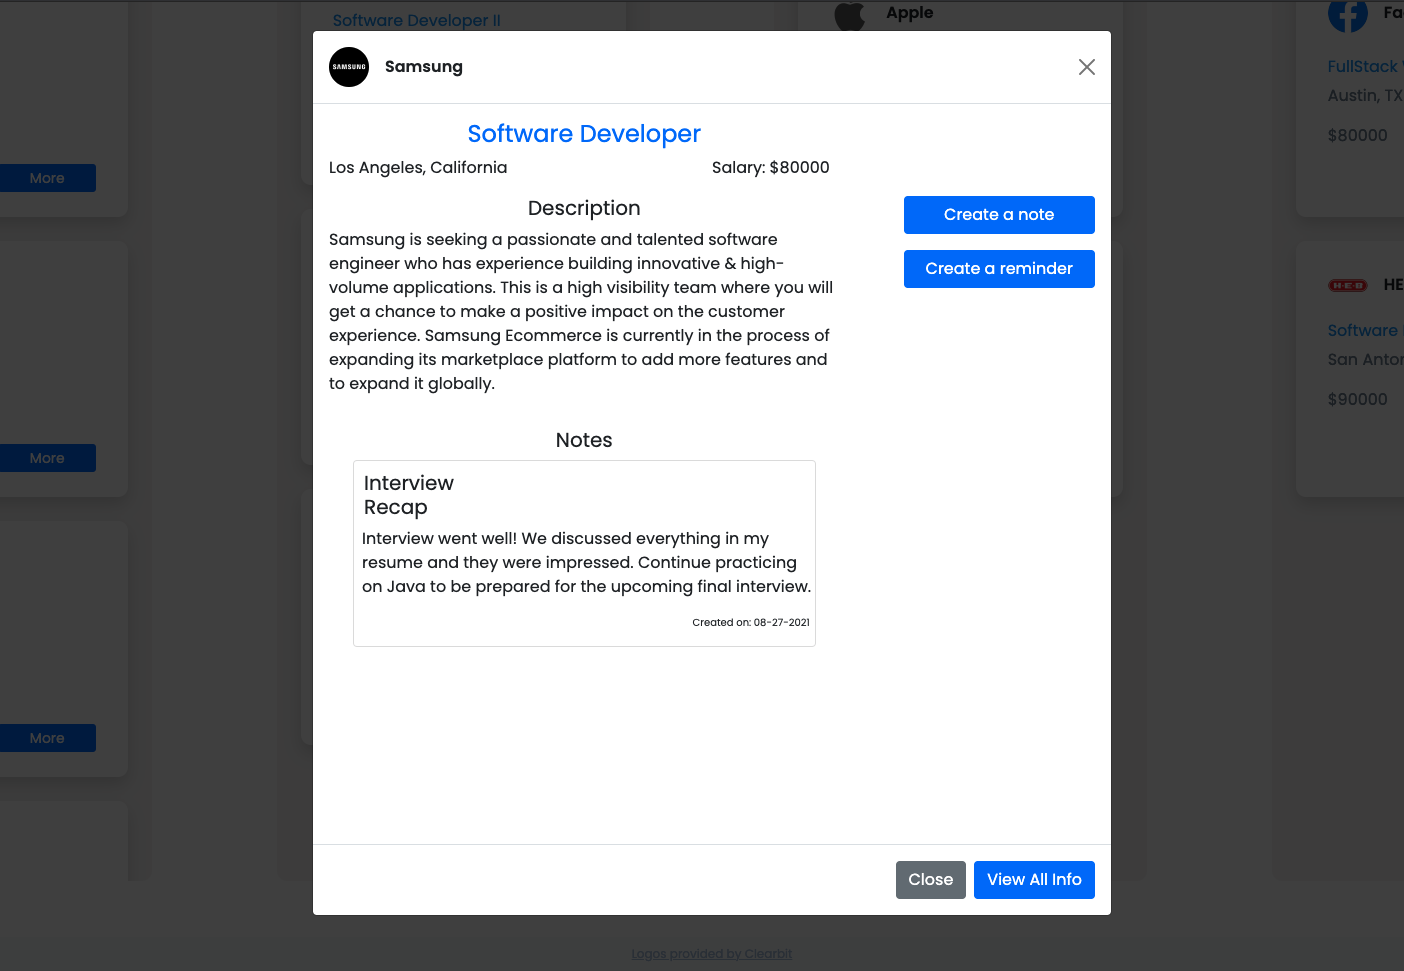 Software Developer II
Apple
SAMSUNG
Samsung
FullStack
Austin, TX
$80000
Software Developer
Los Angeles, California
Salary: $80000
More
Description
Create a note
Samsung is seeking a passionate and talented software
engineer who has experience building innovative & high-
volume applications. This is a high visibility team where you will
get a chance to make a positive impact on the customer
experience. Samsung Ecommerce is currently in the process of
expanding its marketplace platform to add more features and
to expand it globally.
Create a reminder
H-E-B
HE
Software
$90000
Notes
More
Interview
Recap
Interview went well! We discussed everything in my
resume and they were impressed. Continue practicing
on Java to be prepared for the upcoming final interview.
Created on: 08-27-2021
More
Close
View All Info
Logos provided by Clearbit